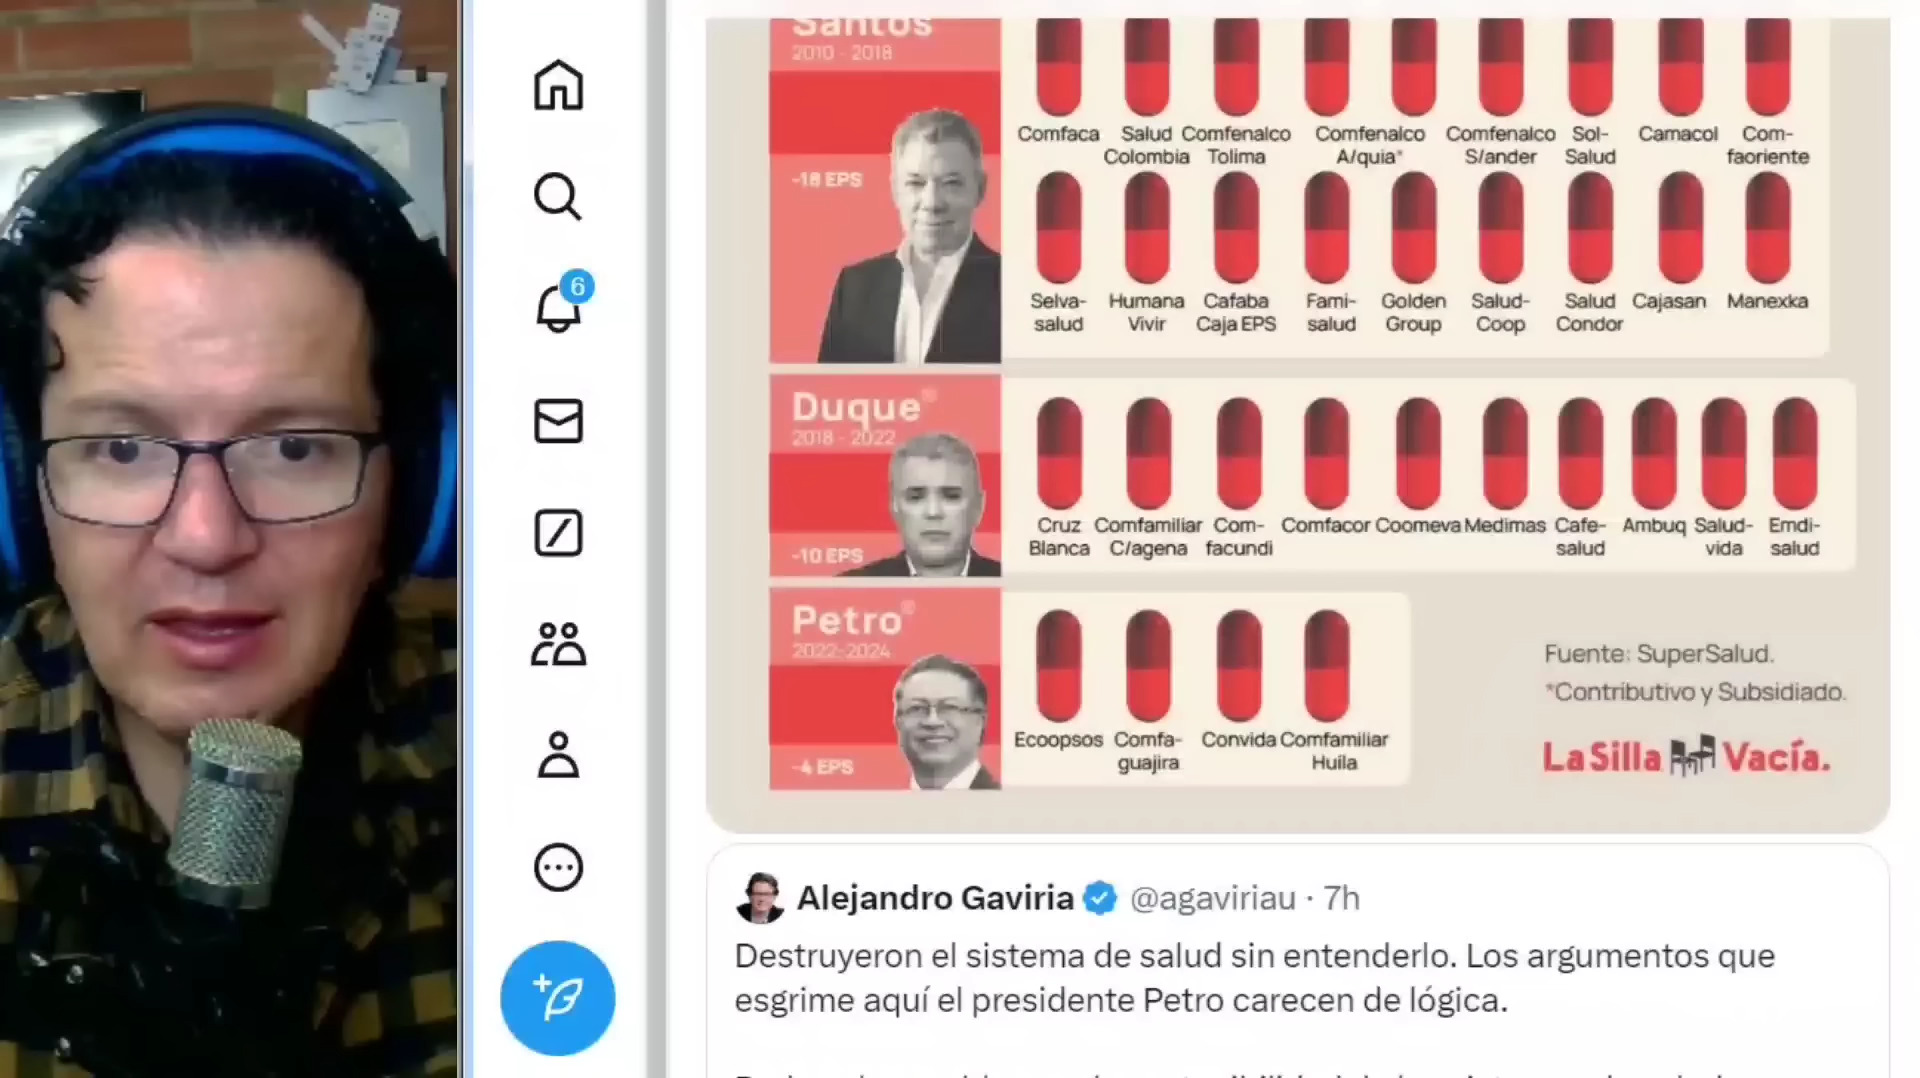 Santos
2010 - 2018
-18 EPS
Comfaca Salud Colombia Comfenalco Tolima Comfenalco A/quia* Comfenalco S/ander Sol-Salud Camacol Com-faoriente
Selva-salud Humana Vivir Cafaba Caja EPS Fami-salud Golden Group Salud-Coop Salud Condor Cajasan Manexka
Duque
2018 - 2022
-10 EPS
Cruz Blanca Comfamiliar C/agena Com-facundi Comfacor Coomeva Medimas Cafe-salud Ambuq Salud-vida Emdi-salud
Petro
2022-2024
-4 EPS
Ecoopsos Comfa-guajira Convida Comfamiliar Huila
Fuente: SuperSalud.
*Contributivo y Subsidiado.
La Silla Vacía.
6
Alejandro Gaviria @agaviriau · 7h
Destruyeron el sistema de salud sin entenderlo. Los argumentos que
esgrime aquí el presidente Petro carecen de lógica.